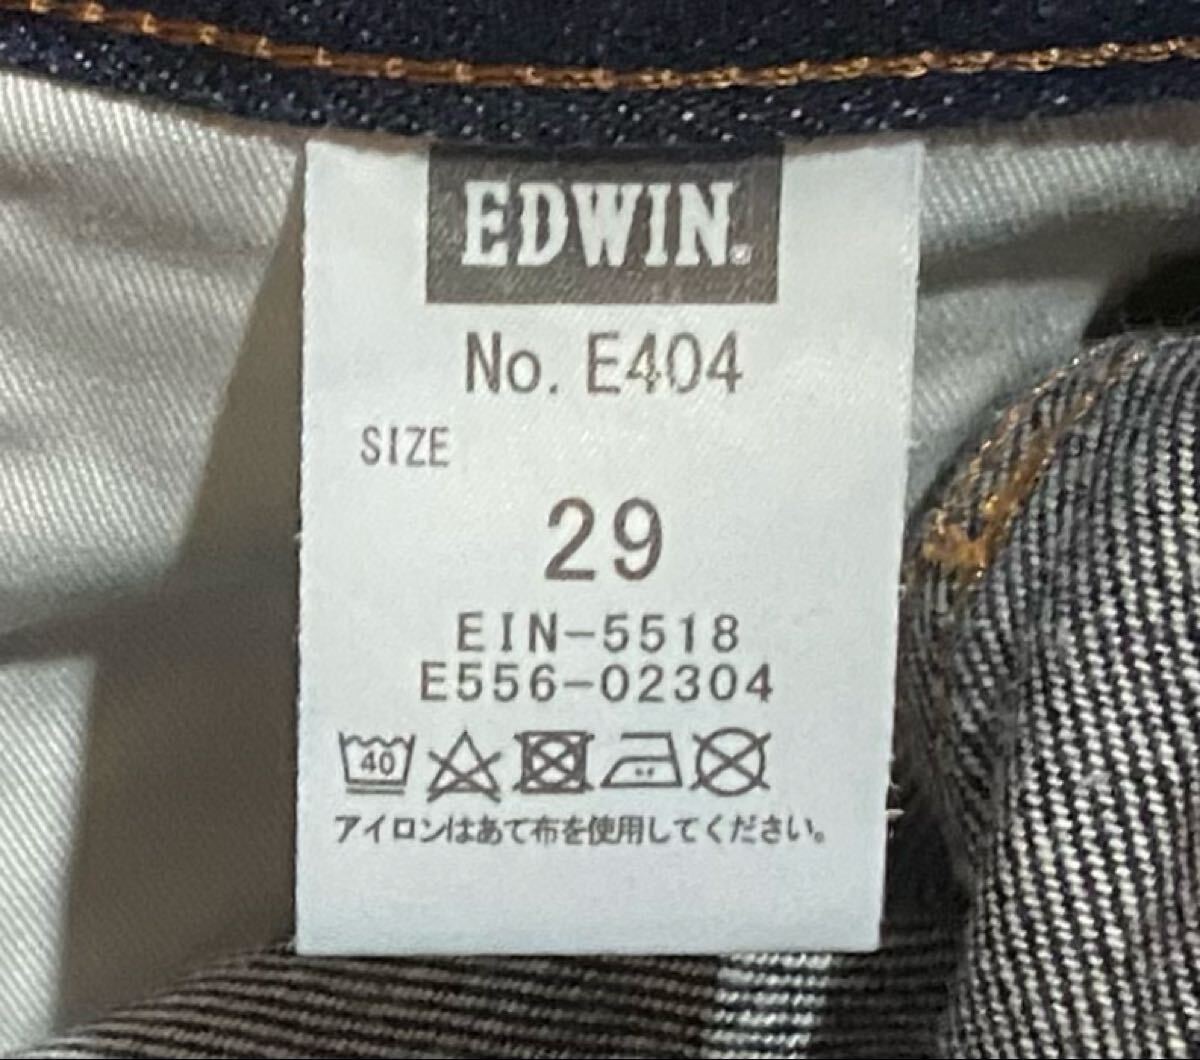 EDWIN.
No. E404
SIZE
29
EIN-5518
E556-02304
40
アイロンはあて布を使用してください。